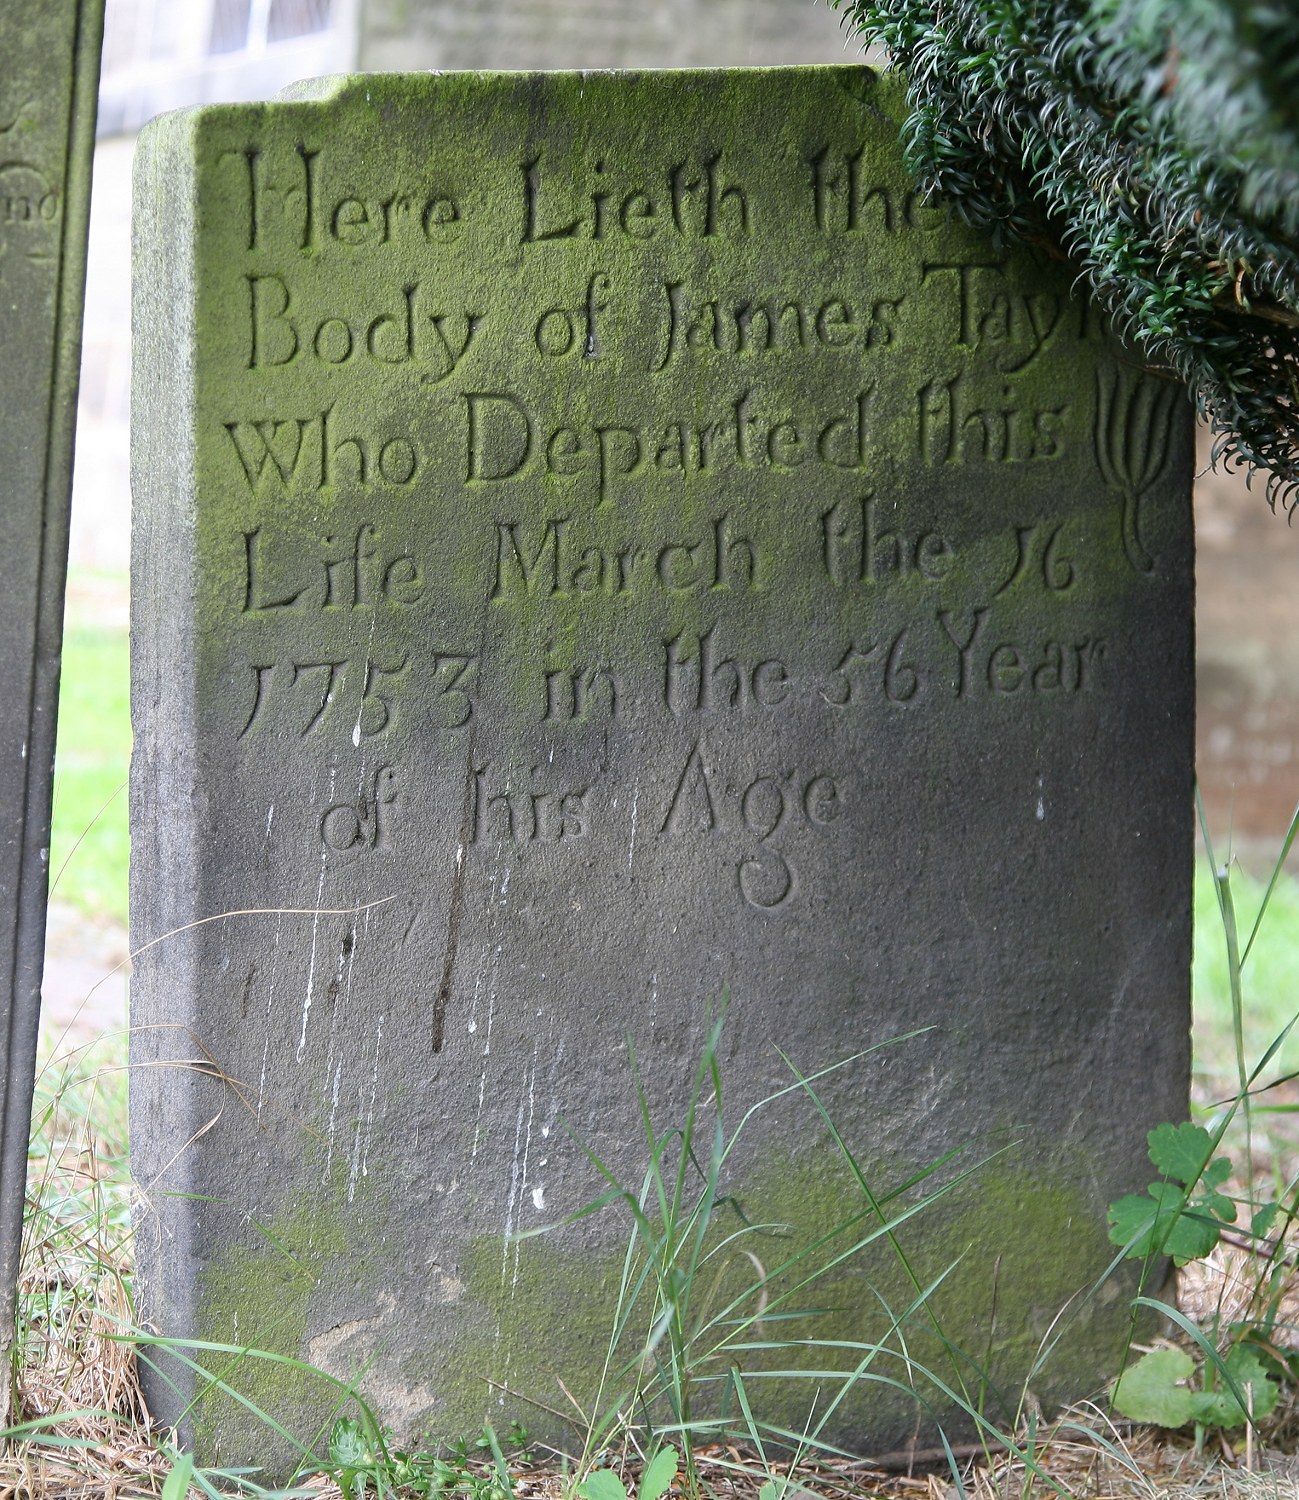 Here Lieth the
Body of James Tayl
Who Departed this
Life March the 16
1753 in the 56 Year
of his Age